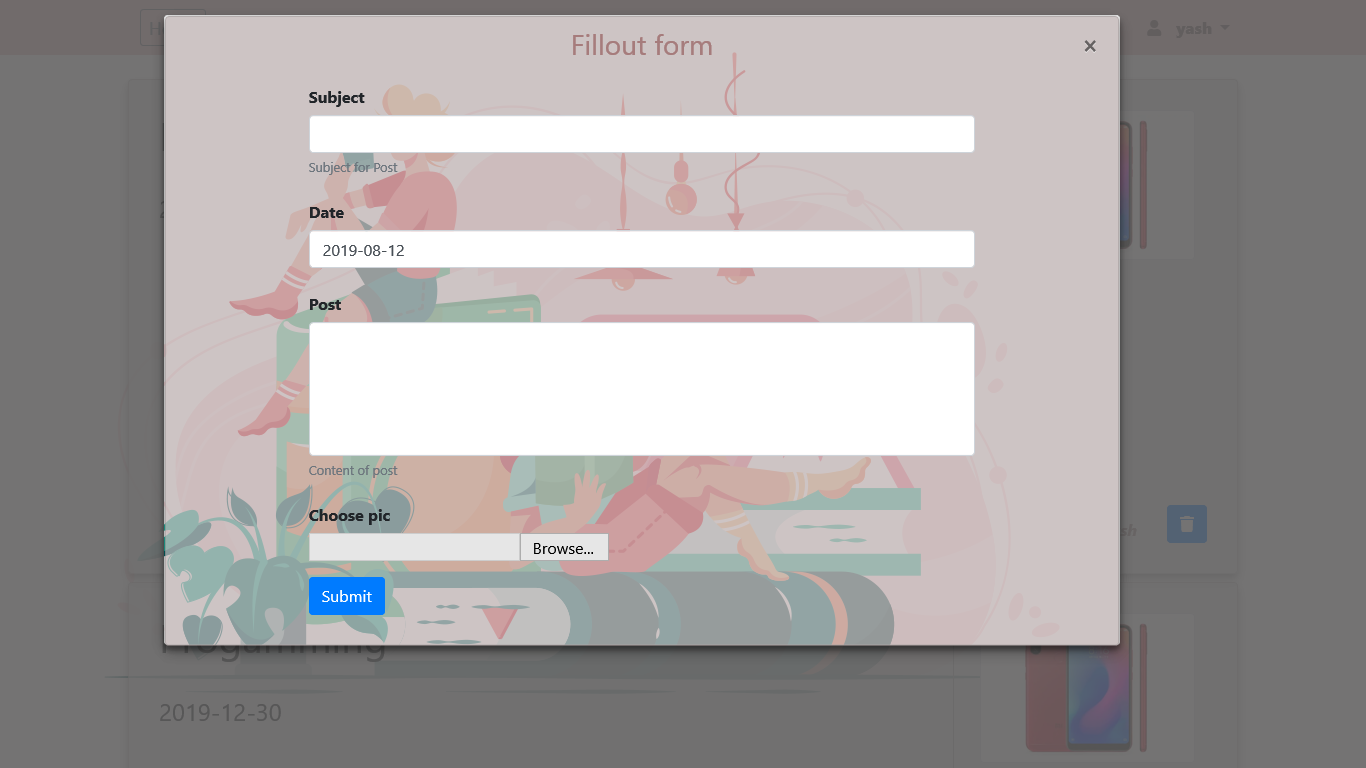 yash
Fillout form
×
Subject
Subject for Post
Date
2019-08-12
Post
Content of post
Choose pic
Browse...
Submit
Progamming
2019-12-30